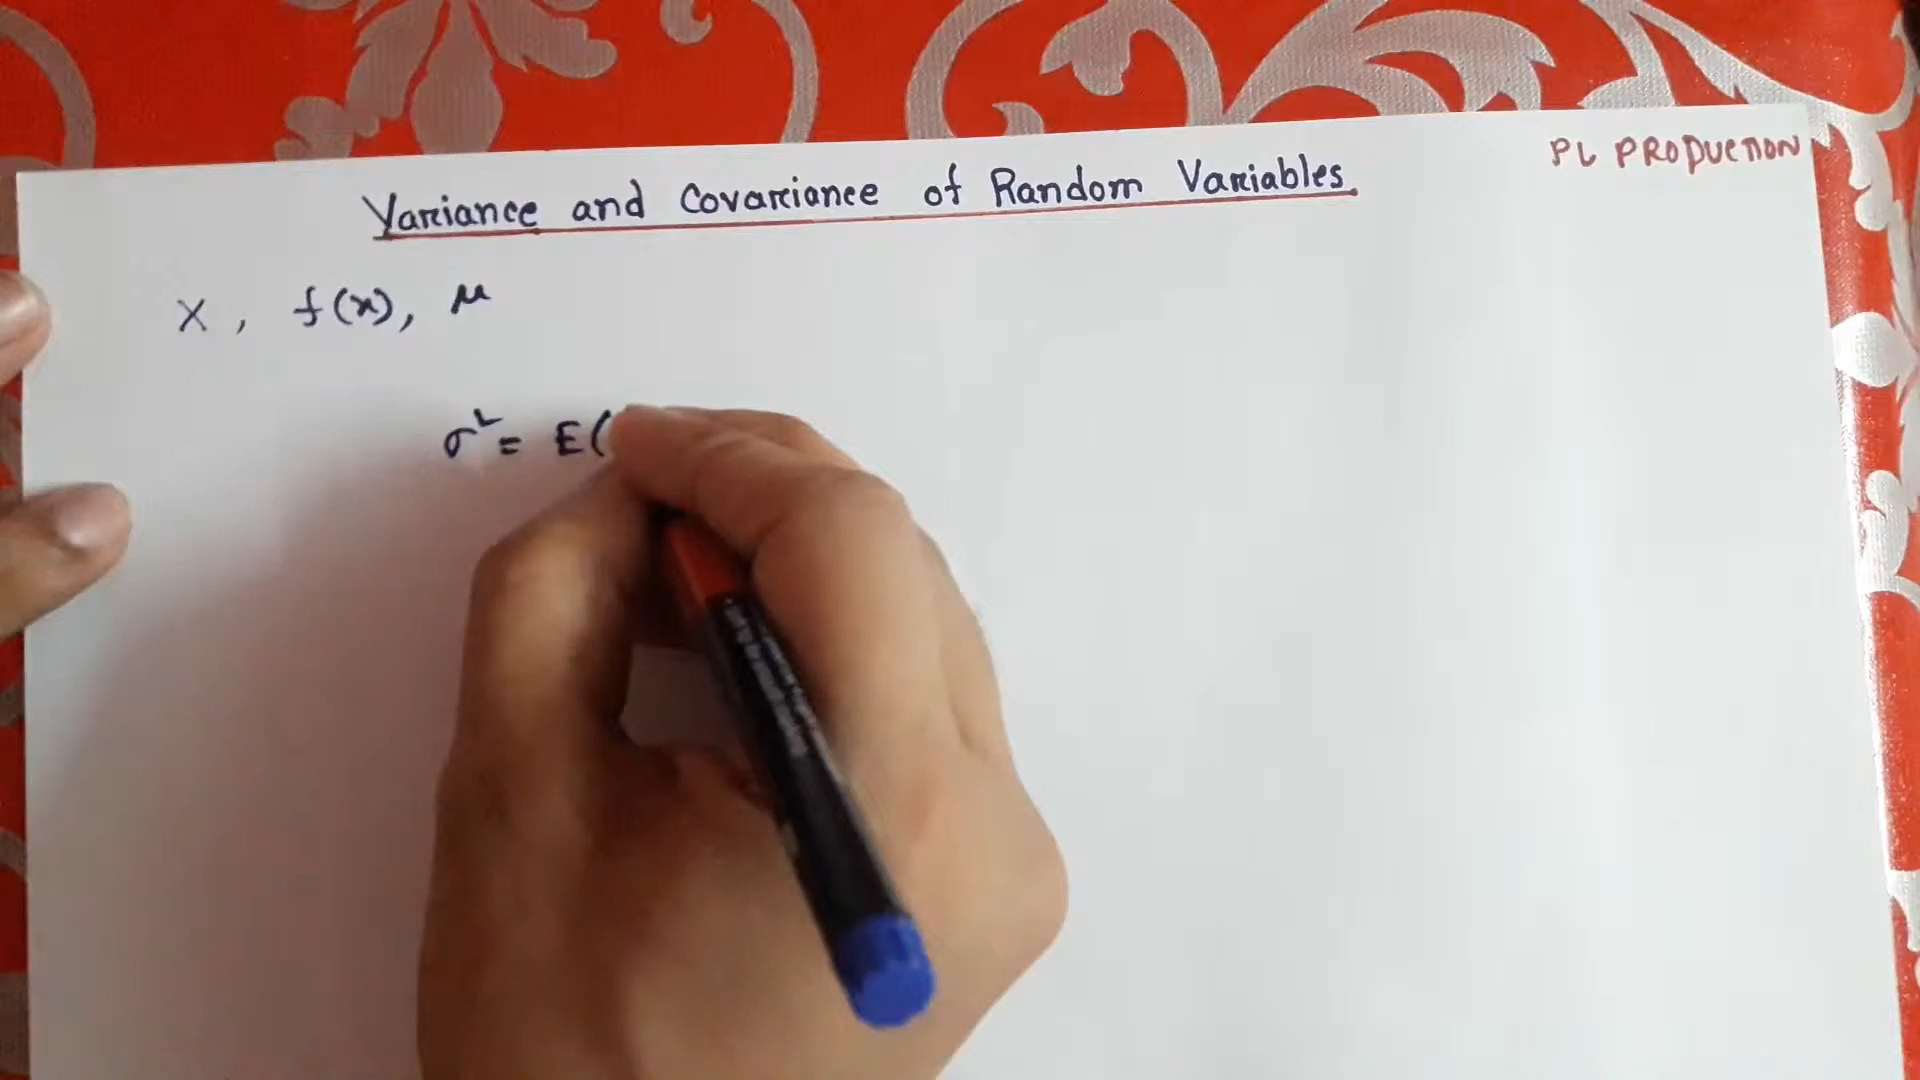 PL PRODUCTION
Variance and Covariance of Random Variables.
X, f(x), μ
σ² = E(